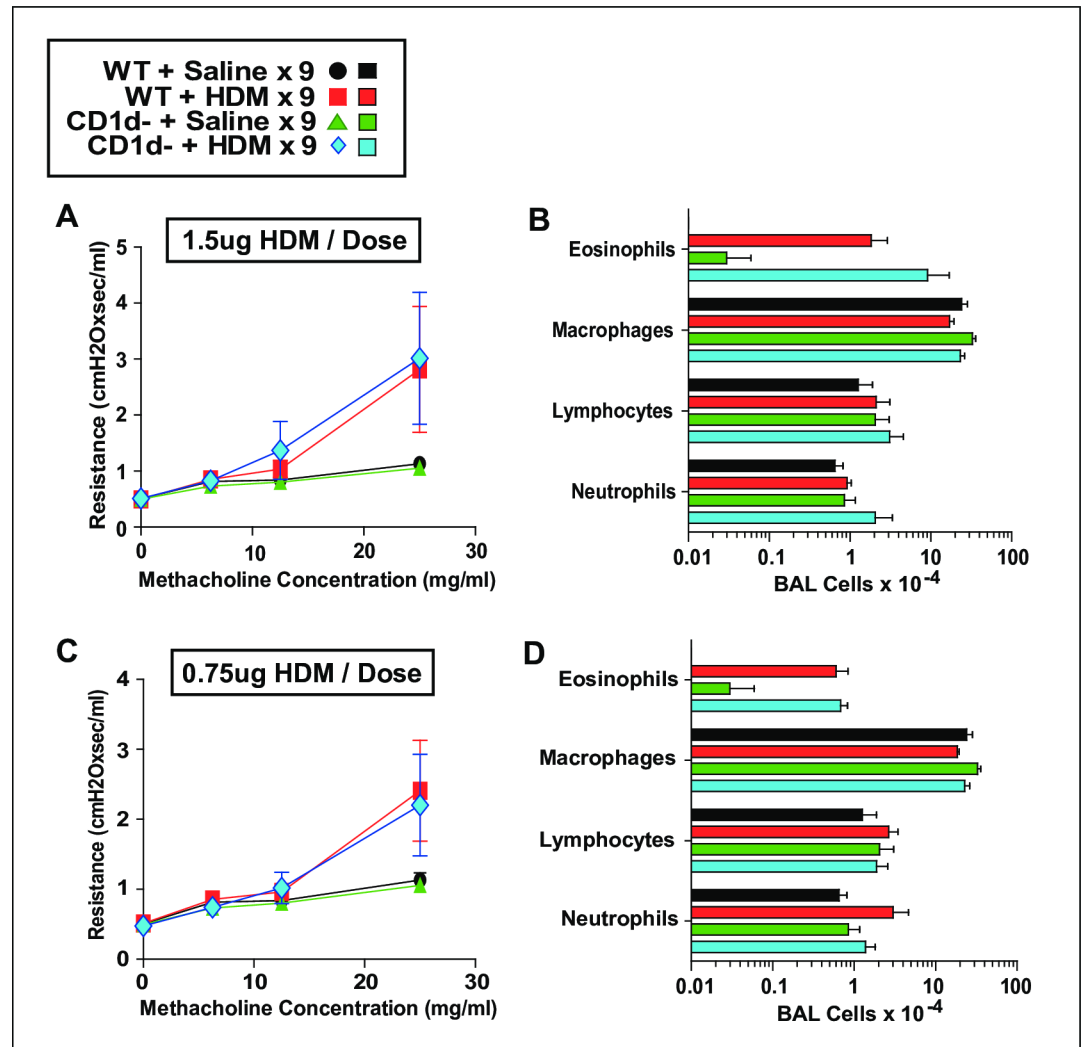 WT + Saline x 9
WT + HDM x 9
CD1d- + Saline x 9
CD1d- + HDM x 9
A
1.5ug HDM / Dose
Resistance (cmH2Oxsec/ml)
5
4
3
2
1
0
0 10 20 30
Methacholine Concentration (mg/ml)
B
Eosinophils
Macrophages
Lymphocytes
Neutrophils
0.01 0.1 1 10 100
BAL Cells x 10-4
C
0.75ug HDM / Dose
Resistance (cmH2Oxsec/ml)
4
3
2
1
0
0 10 20 30
Methacholine Concentration (mg/ml)
D
Eosinophils
Macrophages
Lymphocytes
Neutrophils
0.01 0.1 1 10 100
BAL Cells x 10-4